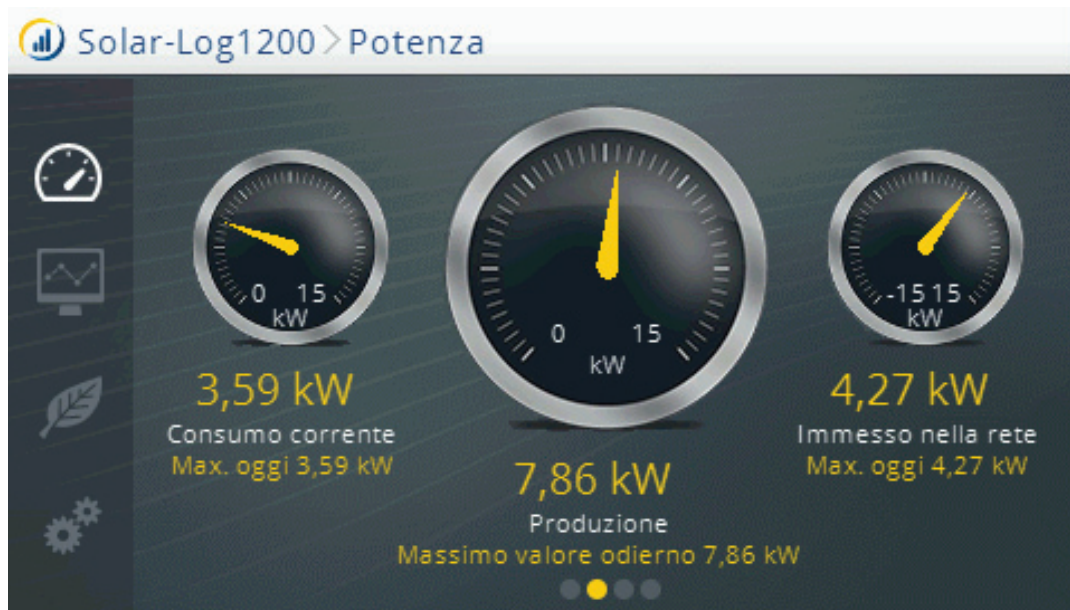 Solar-Log1200 > Potenza
0 15
kW
3,59 kW
Consumo corrente
Max. oggi 3,59 kW
0 15
kW
7,86 kW
Produzione
Massimo valore odierno 7,86 kW
-15 15
kW
4,27 kW
Immesso nella rete
Max. oggi 4,27 kW